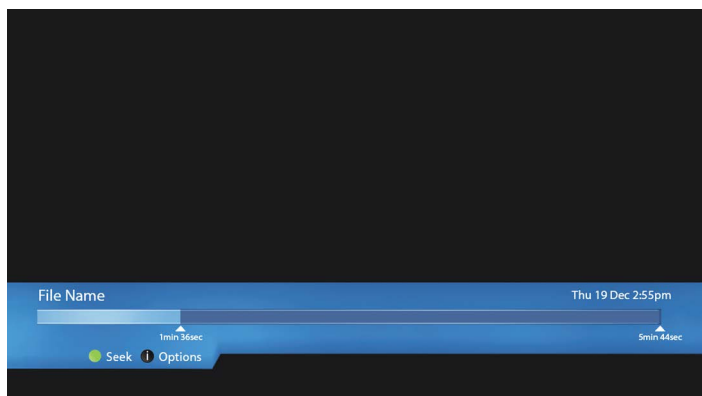 File Name
Thu 19 Dec 2:55pm
1min 36sec
5min 44sec
Seek i Options